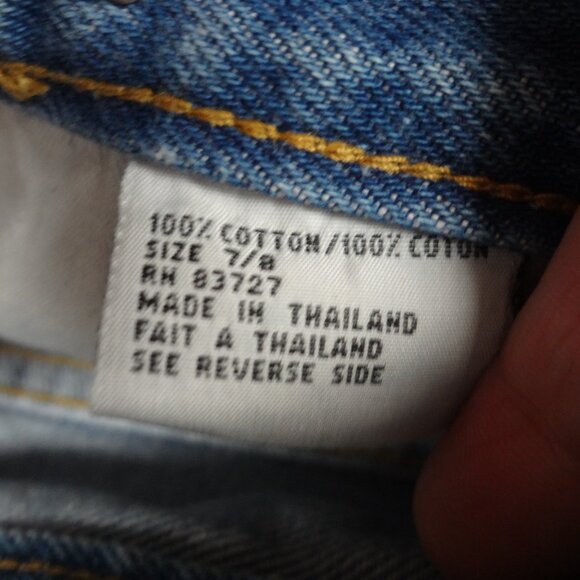 100% COTTON/100% COTON
SIZE 7/8
RN 83727
MADE IN THAILAND
FAIT A THAILAND
SEE REVERSE SIDE